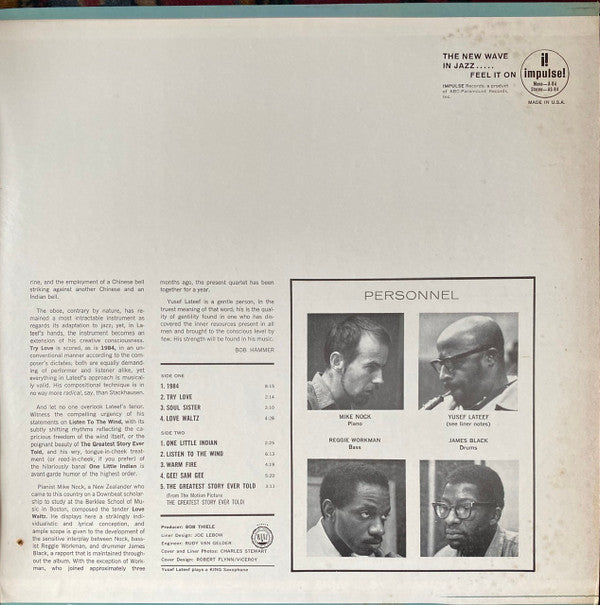 THE NEW WAVE
IN JAZZ.....
FEEL IT ON
IMPULSE Records, a product
of ABC-Paramount Records,
Inc.
i!
impulse!
Mono—A-84
Stereo—AS-84
MADE IN U.S.A.
rine, and the employment of a Chinese bell
striking against another Chinese and an
Indian bell.
The oboe, contrary by nature, has re-
mained a most intractable instrument as
regards its adaptation to jazz; yet, in La-
teef's hands, the instrument becomes an
extension of his creative consciousness.
Try Love is scored, as is 1984, in an un-
conventional manner according to the com-
poser's dictates; both are equally demand-
ing of performer and listener alike, yet
everything in Lateef's approach is musical-
ly valid. His compositional technique is in
no way more radical, say, than Stockhausen.
And let no one overlook Lateef's tenor.
Witness the compelling urgency of his
statements on Listen To The Wind, with its
subtly shifting rhythms reflecting the ca-
pricious freedom of the wind itself, or the
poignant beauty of The Greatest Story Ever
Told, and his wry, tongue-in-cheek treat-
ment (or reed-in-cheek, if you prefer) of
the hilariously banal One Little Indian is
avant-garde humor of the highest order.
Pianist Mike Nock, a New Zealander who
came to this country on a Downbeat scholar-
ship to study at the Berklee School of Mu-
sic in Boston, composed the tender Love
Waltz. He displays here a strikingly indi-
vidualistic and lyrical conception, and
ample scope is given to the development of
the sensitive interplay between Nock, bass-
ist Reggie Workman, and drummer James
Black, a rapport that is maintained through-
out the album. With the exception of Work-
man, who joined approximately three
months ago, the present quartet has been
together for a year.
Yusef Lateef is a gentle person, in the
truest meaning of that word; his is the qual-
ity of gentility found in one who has dis-
covered the inner resources present in all
men and brought to the conscious level by
few. His strength will be found in his music.
BOB HAMMER
SIDE ONE
1. 1984 8:15
2. TRY LOVE
3. SOUL SISTER
4. LOVE WALTZ
SIDE TWO
1. ONE LITTLE INDIAN
2. LISTEN TO THE WIND
3. WARM FIRE
4. GEE! SAM GEE
5. THE GREATEST STORY EVER TOLD
(from The Motion Picture
THE GREATEST STORY EVER TOLD)
Producer: BOB THIELE
Liner Design: JOE LEBOW
Engineer: RUDY VAN GELDER
Cover and Liner Photos: CHARLES STEWART
Cover Design: ROBERT FLYNN/VICEROY
Yusef Lateef plays a KING Saxophone
PERSONNEL
MIKE NOCK
Piano
YUSEF LATEEF
(see liner notes)
REGGIE WORKMAN
Bass
JAMES BLACK
Drums